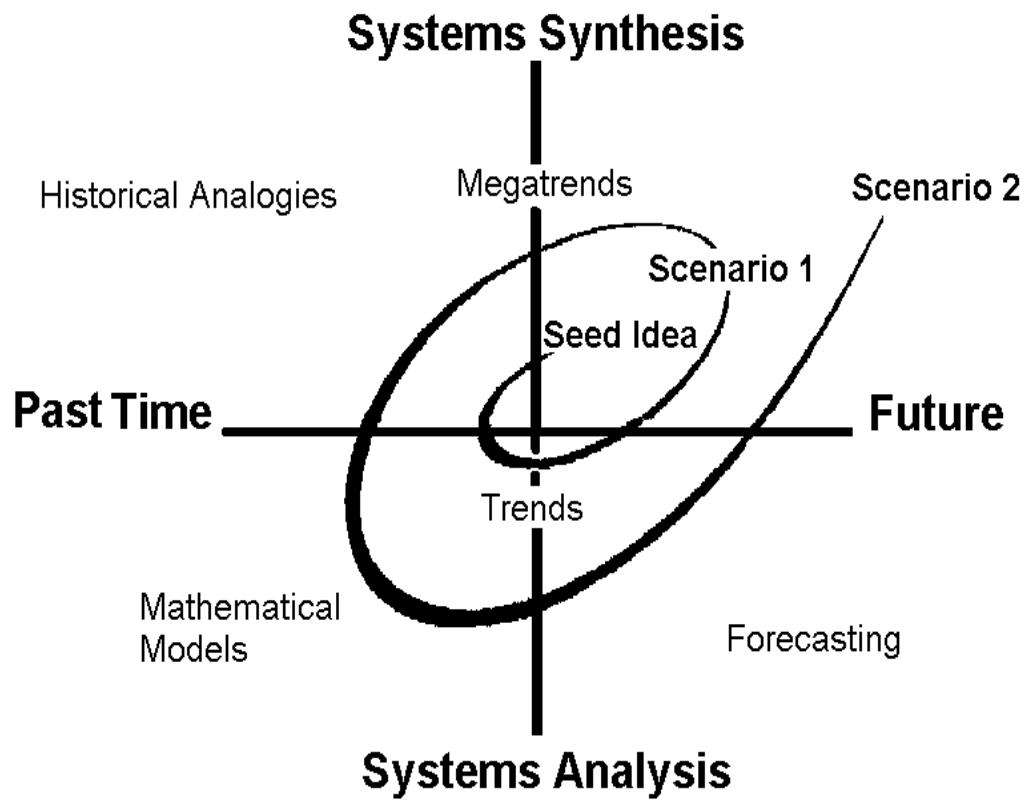 Systems Synthesis
Historical Analogies
Megatrends
Scenario 2
Scenario 1
Seed Idea
Past Time
Future
Trends
Mathematical
Models
Forecasting
Systems Analysis